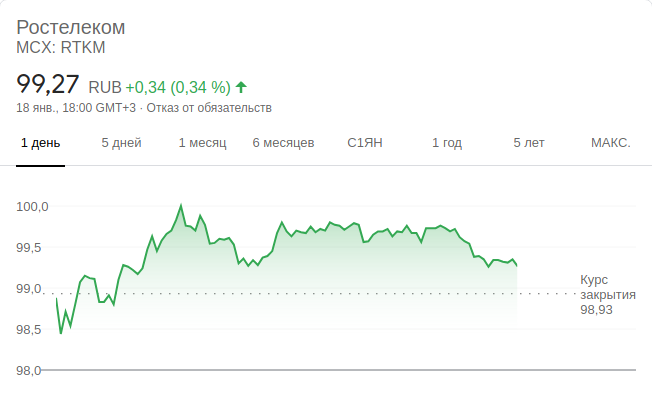 Ростелеком
MCX: RTKM
99,27 RUB +0,34 (0,34 %)
18 янв., 18:00 GMT+3 · Отказ от обязательств
1 день 5 дней 1 месяц 6 месяцев С1ЯН 1 год 5 лет МАКС.
100,0
99,5
99,0
98,5
98,0
Курс
закрытия
98,93